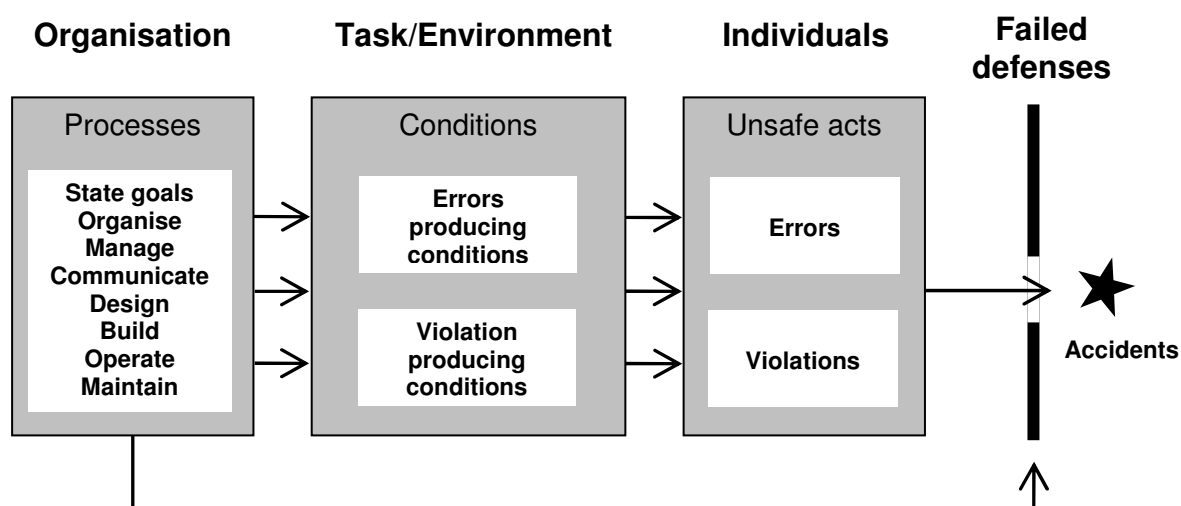 Organisation
Task/Environment
Individuals
Failed
defenses
Processes
State goals
Organise
Manage
Communicate
Design
Build
Operate
Maintain
Conditions
Errors
producing
conditions
Violation
producing
conditions
Unsafe acts
Errors
Violations
Accidents